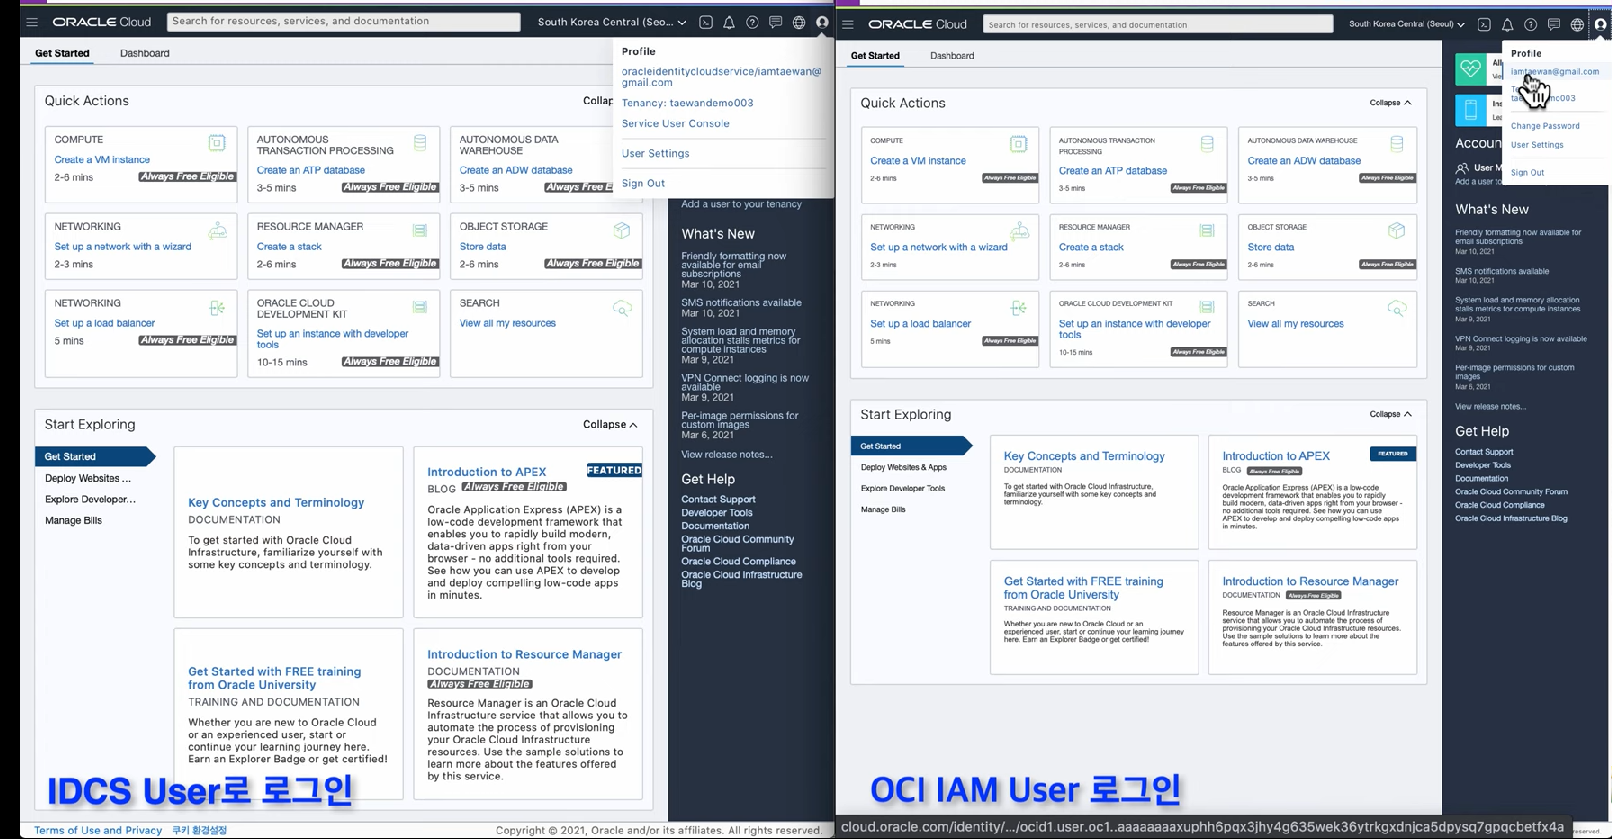 ORACLE Cloud
Search for resources, services, and documentation
South Korea Central (Seo...
Get Started
Dashboard
Profile
oracleidentitycloudservice/iamtaewan@
gmail.com
Tenancy: taewandemo003
Service User Console
User Settings
Sign Out
Quick Actions
COMPUTE
Create a VM instance
2-6 mins
Always Free Eligible
AUTONOMOUS
TRANSACTION PROCESSING
Create an ATP database
3-5 mins
Always Free Eligible
AUTONOMOUS DATA
WAREHOUSE
Create an ADW database
3-5 mins
NETWORKING
Set up a network with a wizard
2-3 mins
RESOURCE MANAGER
Create a stack
2-6 mins
Always Free Eligible
OBJECT STORAGE
Store data
2-6 mins
Always Free Eligible
NETWORKING
Set up a load balancer
5 mins
Always Free Eligible
ORACLE CLOUD
DEVELOPMENT KIT
Set up an instance with developer
tools
10-15 mins
Always Free Eligible
SEARCH
View all my resources
Add a user to your tenancy
What's New
Friendly formatting now
available for email
subscriptions
Mar 10, 2021
SMS notifications available
Mar 10, 2021
System load and memory
allocation stalls metrics for
compute instances
Mar 9, 2021
VPN Connect logging is now
available
Mar 9, 2021
Per-image permissions for
custom images
Mar 6, 2021
View release notes...
Get Help
Contact Support
Developer Tools
Documentation
Oracle Cloud Community
Forum
Oracle Cloud Compliance
Oracle Cloud Infrastructure
Blog
Start Exploring
Collapse
Get Started
Deploy Websites ...
Explore Developer...
Manage Bills
Key Concepts and Terminology
DOCUMENTATION
To get started with Oracle Cloud
Infrastructure, familiarize yourself with
some key concepts and terminology.
Introduction to APEX
FEATURED
BLOG Always Free Eligible
Oracle Application Express (APEX) is a
low-code development framework that
enables you to rapidly build modern,
data-driven apps right from your
browser - no additional tools required.
See how you can use APEX to develop
and deploy compelling low-code apps
in minutes.
Get Started with FREE training
from Oracle University
TRAINING AND DOCUMENTATION
Whether you are new to Oracle Cloud
or an experienced user, start or
continue your learning journey here.
Earn an Explorer Badge or get certified!
Introduction to Resource Manager
DOCUMENTATION
Always Free Eligible
Resource Manager is an Oracle Cloud
Infrastructure service that allows you to
automate the process of provisioning
your Oracle Cloud Infrastructure
resources. Use the sample solutions to
learn more about the features offered
by this service.
IDCS User로 로그인
Terms of Use and Privacy
쿠키 환경설정
Copyright © 2021, Oracle and/or its affiliates. All rights reserved.
ORACLE Cloud
Search for resources, services, and documentation
South Korea Central (Seoul)
Get Started
Dashboard
Profile
iamtaewan@gmail.com
Change Password
User Settings
Sign Out
Quick Actions
Collapse
COMPUTE
Create a VM instance
2-6 mins
Always Free Eligible
AUTONOMOUS TRANSACTION
PROCESSING
Create an ATP database
3-5 mins
Always Free Eligible
AUTONOMOUS DATA WAREHOUSE
Create an ADW database
3-5 mins
Always Free Eligible
NETWORKING
Set up a network with a wizard
2-3 mins
RESOURCE MANAGER
Create a stack
2-6 mins
Always Free Eligible
OBJECT STORAGE
Store data
2-6 mins
Always Free Eligible
NETWORKING
Set up a load balancer
5 mins
Always Free Eligible
ORACLE CLOUD DEVELOPMENT KIT
Set up an instance with developer
tools
10-15 mins
Always Free Eligible
SEARCH
View all my resources
What's New
Friendly formatting now available for
email subscriptions
Mar 10, 2021
SMS notifications available
Mar 10, 2021
System load and memory allocation
stalls metrics for compute instances
Mar 9, 2021
VPN Connect logging is now available
Mar 9, 2021
Per-image permissions for custom
images
Mar 6, 2021
View release notes...
Get Help
Contact Support
Developer Tools
Documentation
Oracle Cloud Community Forum
Oracle Cloud Compliance
Oracle Cloud Infrastructure Blog
Start Exploring
Collapse
Get Started
Deploy Websites & Apps
Explore Developer Tools
Manage Bills
Key Concepts and Terminology
DOCUMENTATION
To get started with Oracle Cloud Infrastructure,
familiarize yourself with some key concepts and
terminology.
Introduction to APEX
FEATURED
BLOG Always Free Eligible
Oracle Application Express (APEX) is a low-code
development framework that enables you to rapidly
build modern, data-driven apps right from your browser -
no additional tools required. See how you can use
APEX to develop and deploy compelling low-code apps
in minutes.
Get Started with FREE training
from Oracle University
TRAINING AND DOCUMENTATION
Whether you are new to Oracle Cloud or an
experienced user, start or continue your learning journey
here. Earn an Explorer Badge or get certified!
Introduction to Resource Manager
DOCUMENTATION Always Free Eligible
Resource Manager is an Oracle Cloud Infrastructure
service that allows you to automate the process of
provisioning your Oracle Cloud Infrastructure resources.
Use the sample solutions to learn more about the
features offered by this service.
OCI IAM User 로그인